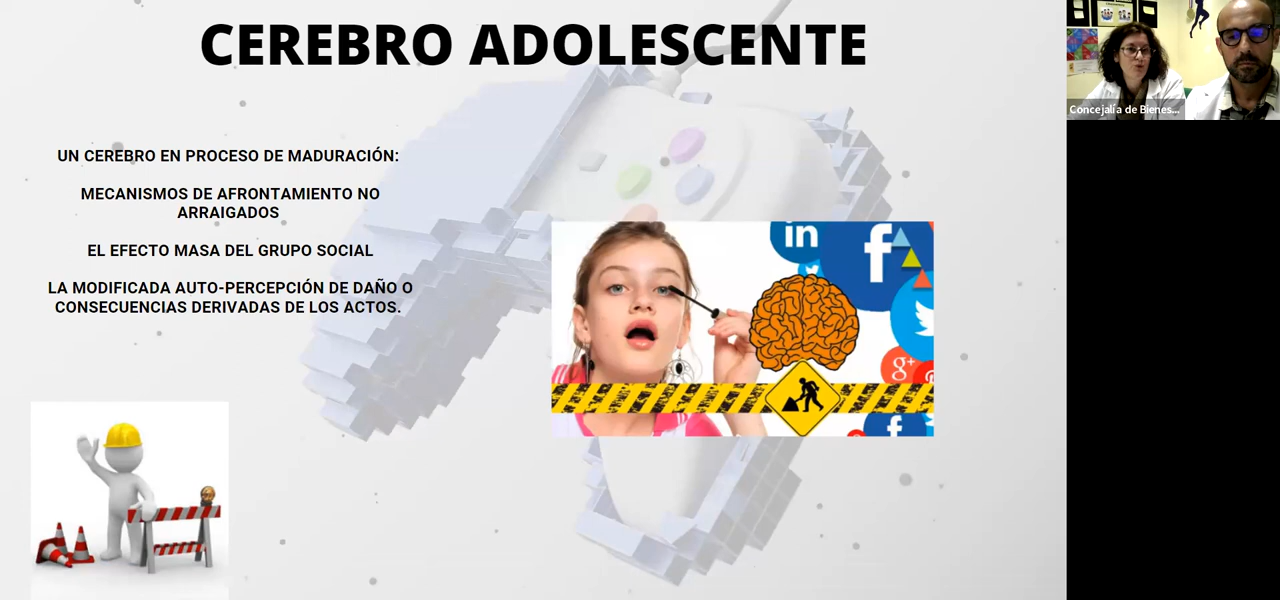 CEREBRO ADOLESCENTE
UN CEREBRO EN PROCESO DE MADURACIÓN:
MECANISMOS DE AFRONTAMIENTO NO
ARRAIGADOS
EL EFECTO MASA DEL GRUPO SOCIAL
LA MODIFICADA AUTO-PERCEPCIÓN DE DAÑO O
CONSECUENCIAS DERIVADAS DE LOS ACTOS.
in
f
g+
f
Concejalía de Bienes...